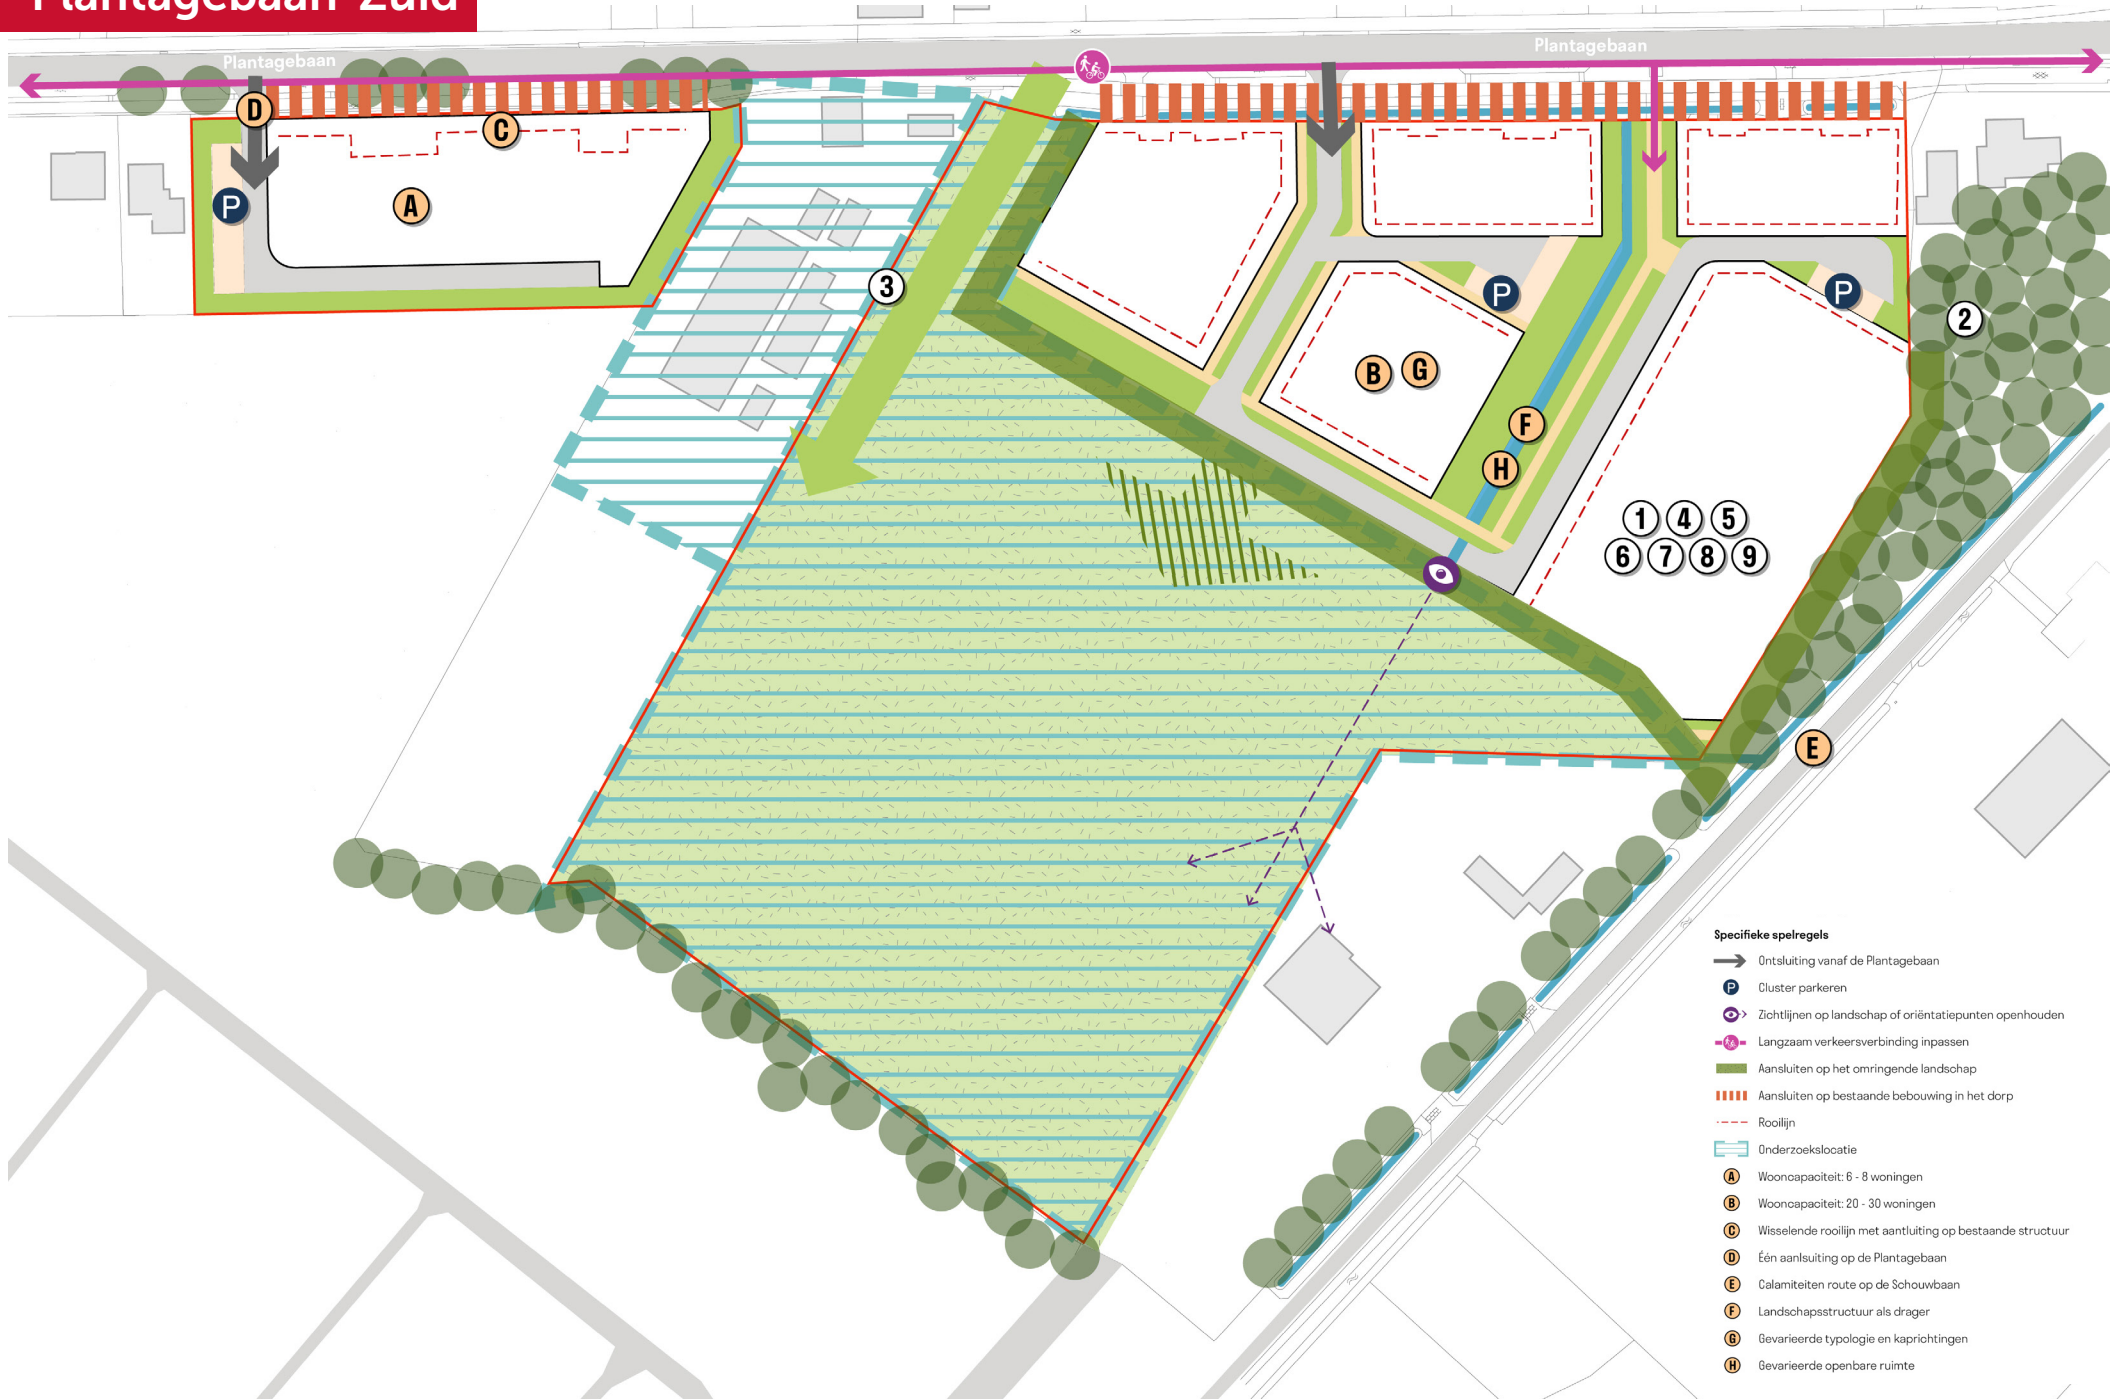 Plantagebaan-Zuid
Plantagebaan
Plantagebaan
D
C
P
A
3
P
P
2
B G
F
H
1 4 5
6 7 8 9
E
Specifieke spelregels
Ontsluiting vanaf de Plantagebaan
P Cluster parkeren
Zichtlijnen op landschap of oriëntatiepunten openhouden
Langzaam verkeersverbinding inpassen
Aansluiten op het omringende landschap
Aansluiten op bestaande bebouwing in het dorp
Rooilijn
Onderzoekslocatie
A Wooncapaciteit: 6 - 8 woningen
B Wooncapaciteit: 20 - 30 woningen
C Wisselende rooilijn met aantluiting op bestaande structuur
D Één aanlsuiting op de Plantagebaan
E Calamiteiten route op de Schouwbaan
F Landschapsstructuur als drager
G Gevarieerde typologie en kaprichtingen
H Gevarieerde openbare ruimte